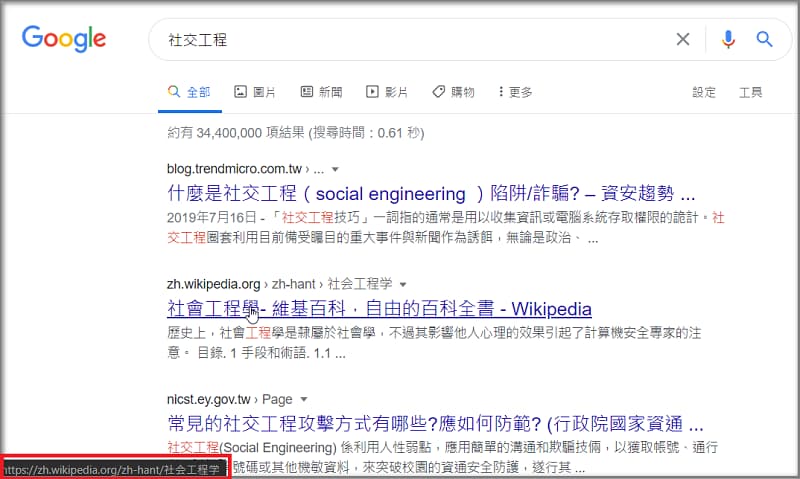 Google
社交工程
全部 圖片 新聞 影片 購物 更多 設定 工具
約有 34,400,000 項結果 (搜尋時間：0.61 秒)
blog.trendmicro.com.tw › ...
什麼是社交工程（social engineering ）陷阱/詐騙? – 資安趨勢 ...
2019年7月16日 - 「社交工程技巧」一詞指的通常是用以收集資訊或電腦系統存取權限的詭計。社
交工程圈套利用目前備受矚目的重大事件與新聞作為誘餌，無論是政治、 ...
zh.wikipedia.org › zh-hant › 社会工程学
社會工程學- 維基百科，自由的百科全書 - Wikipedia
歷史上，社會工程學是隸屬於社會學，不過其影響他人心理的效果引起了計算機安全專家的注
意。 目錄. 1 手段和術語. 1.1 ...
nicst.ey.gov.tw › Page
常見的社交工程攻擊方式有哪些?應如何防範? (行政院國家資通 ...
社交工程(Social Engineering) 係利用人性弱點，應用簡單的溝通和欺騙技倆，以獲取帳號、通行
號碼或其他機敏資料，來突破校園的資通安全防護，遂行其 ...
https://zh.wikipedia.org/zh-hant/社会工程学